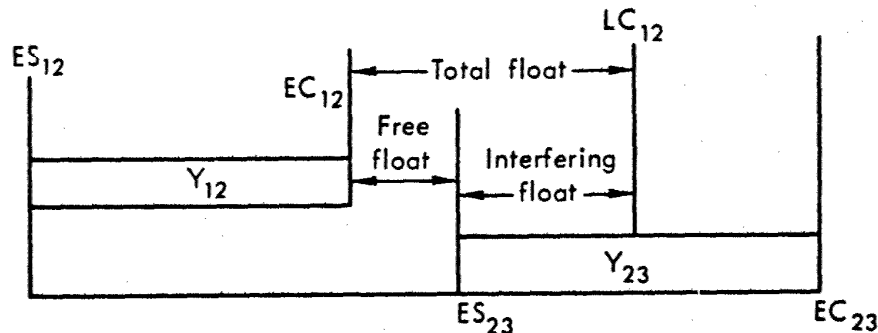 LC₁₂
ES₁₂
Total float
EC₁₂
Free
float
Interfering
float
Y₁₂
Y₂₃
ES₂₃
EC₂₃